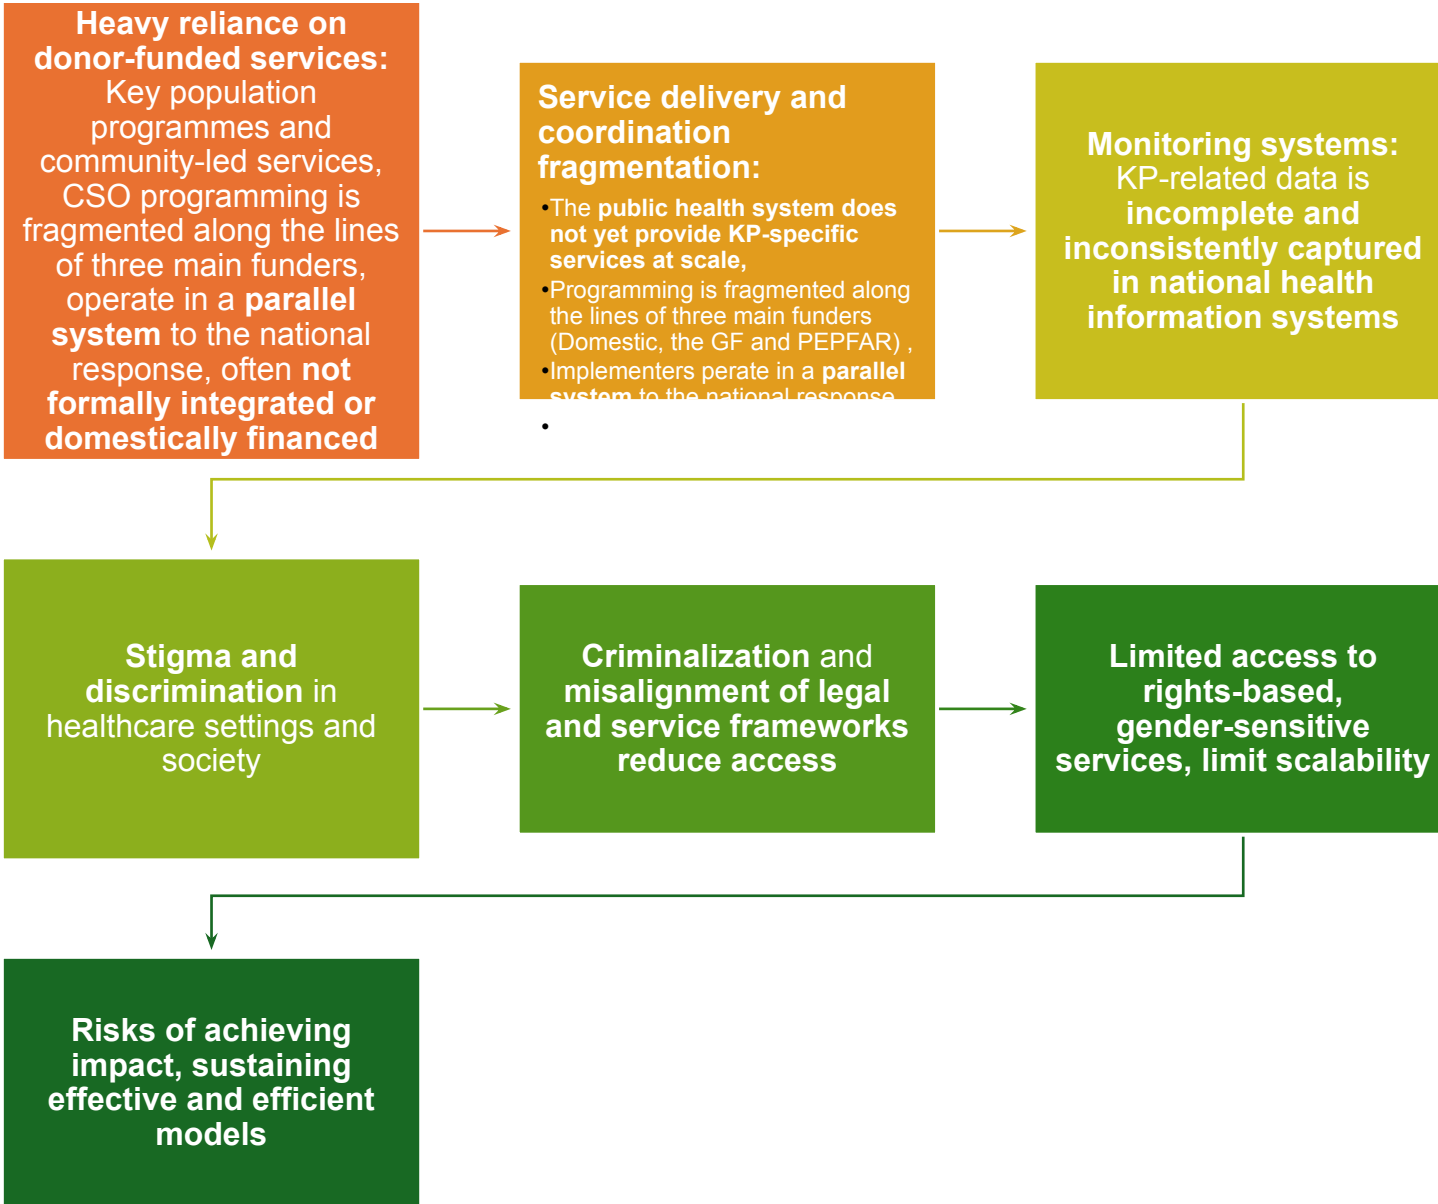 Heavy reliance on
donor-funded services:
Key population
programmes and
community-led services,
CSO programming is
fragmented along the lines
of three main funders,
operate in a parallel
system to the national
response, often not
formally integrated or
domestically financed
Service delivery and
coordination
fragmentation:
•The public health system does
not yet provide KP-specific
services at scale,
•Programming is fragmented along
the lines of three main funders
(Domestic, the GF and PEPFAR) ,
•Implementers perate in a parallel
system to the national response
•
Monitoring systems:
KP-related data is
incomplete and
inconsistently captured
in national health
information systems
Stigma and
discrimination in
healthcare settings and
society
Criminalization and
misalignment of legal
and service frameworks
reduce access
Limited access to
rights-based,
gender-sensitive
services, limit scalability
Risks of achieving
impact, sustaining
effective and efficient
models